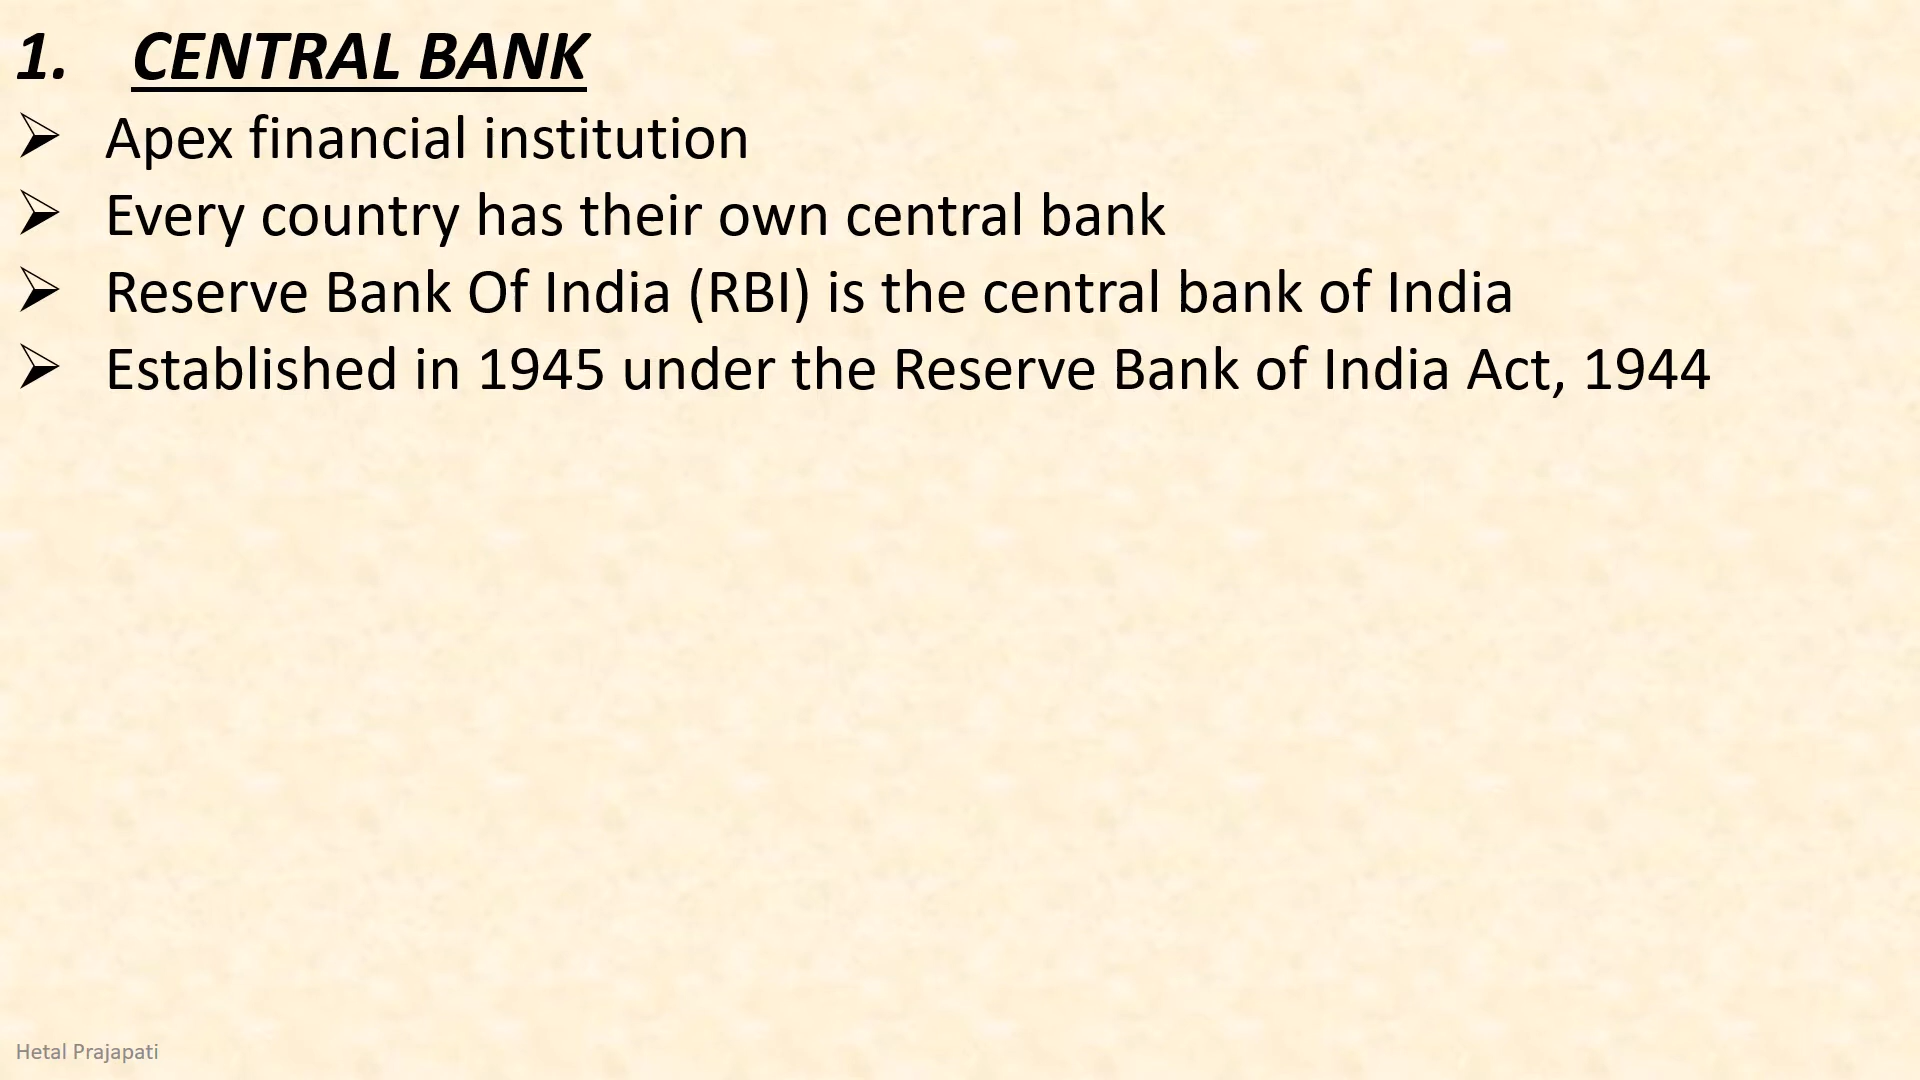 1. CENTRAL BANK
➢ Apex financial institution
➢ Every country has their own central bank
➢ Reserve Bank Of India (RBI) is the central bank of India
➢ Established in 1945 under the Reserve Bank of India Act, 1944
Hetal Prajapati